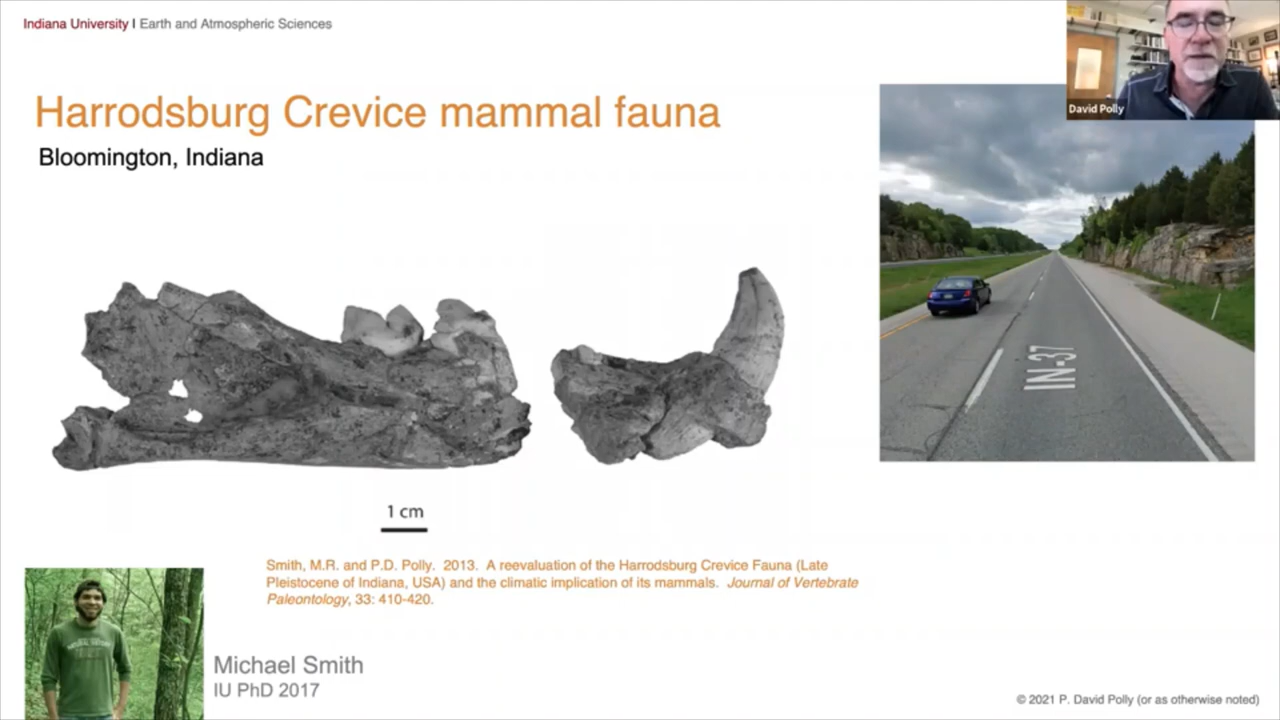 Indiana University I Earth and Atmospheric Sciences
David Polly
Harrodsburg Crevice mammal fauna
Bloomington, Indiana
IN-37
1 cm
Smith, M.R. and P.D. Polly. 2013. A reevaluation of the Harrodsburg Crevice Fauna (Late
Pleistocene of Indiana, USA) and the climatic implication of its mammals. Journal of Vertebrate
Paleontology, 33: 410-420.
Michael Smith
IU PhD 2017
© 2021 P. David Polly (or as otherwise noted)